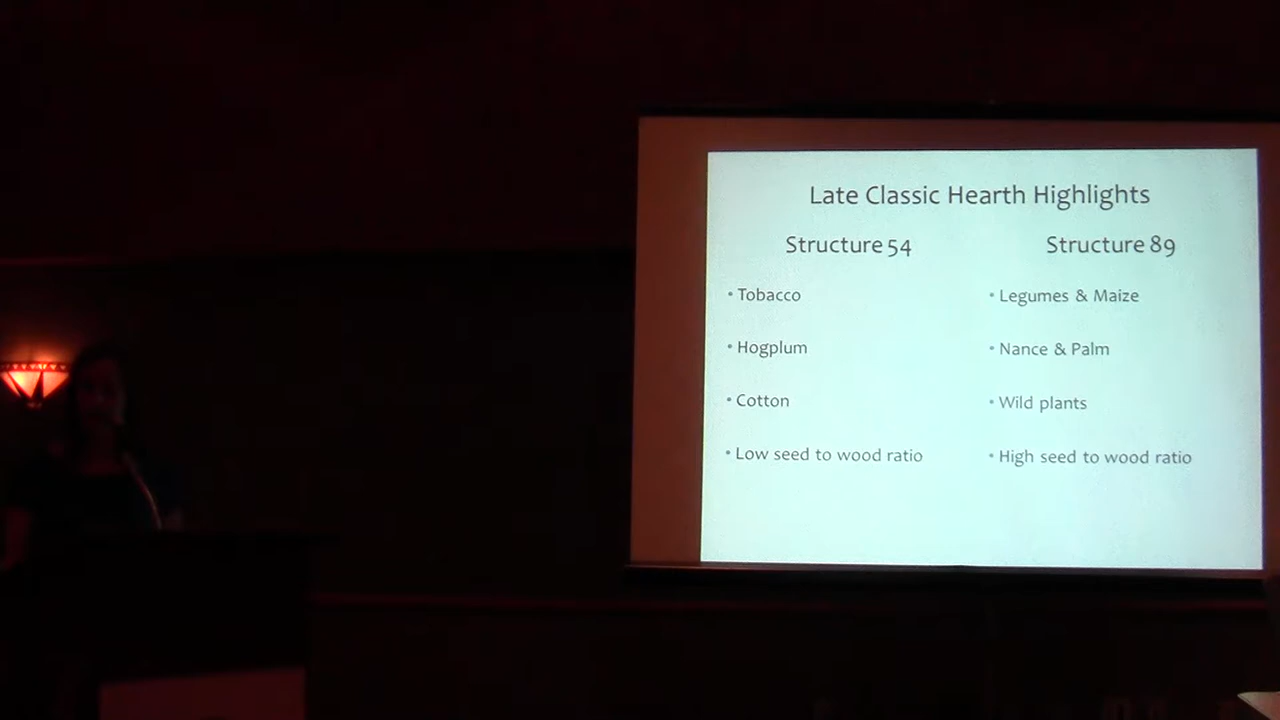 Late Classic Hearth Highlights
Structure 54
• Tobacco
• Hogplum
• Cotton
• Low seed to wood ratio
Structure 89
• Legumes & Maize
• Nance & Palm
• Wild plants
• High seed to wood ratio